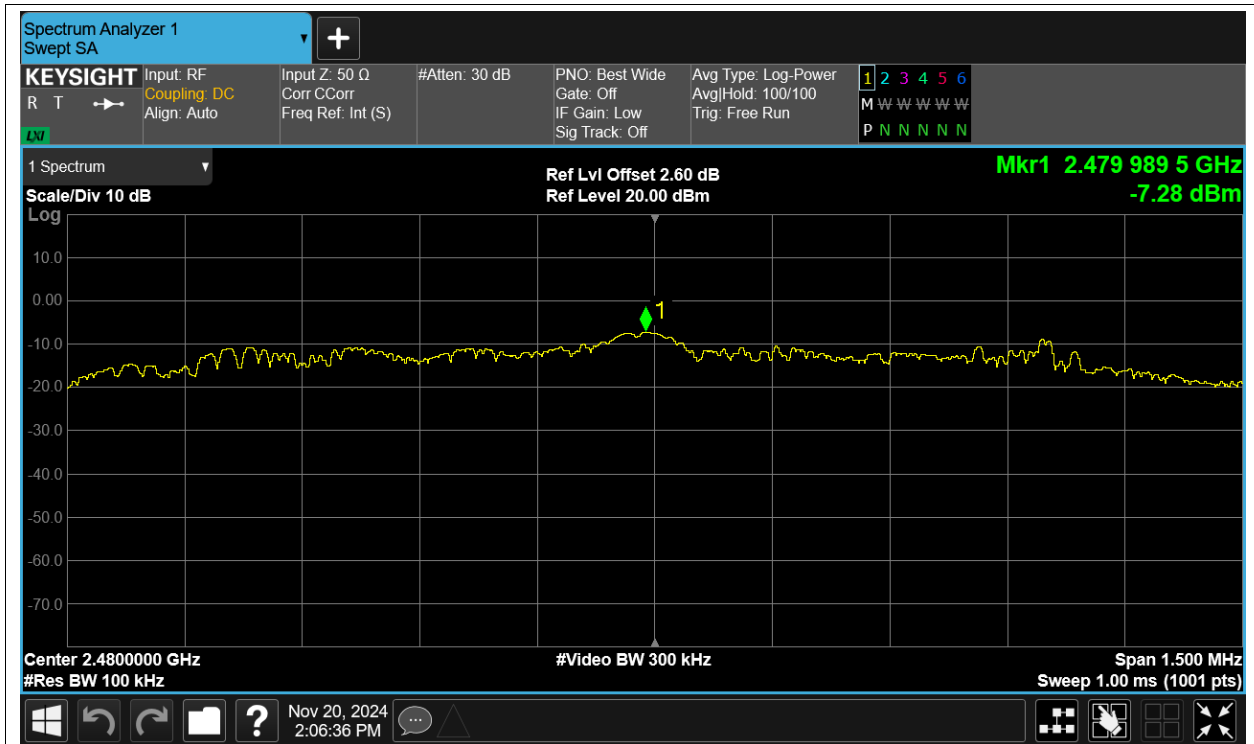 Spectrum Analyzer 1
Swept SA
+
KEYSIGHT
R T
LXI
Input: RF
Coupling: DC
Align: Auto
Input Z: 50 Ω
Corr CCorr
Freq Ref: Int (S)
#Atten: 30 dB
PNO: Best Wide
Gate: Off
IF Gain: Low
Sig Track: Off
Avg Type: Log-Power
Avg|Hold: 100/100
Trig: Free Run
1 2 3 4 5 6
M W W W W W
P N N N N N
1 Spectrum
Scale/Div 10 dB
Log
Ref Lvl Offset 2.60 dB
Ref Level 20.00 dBm
Mkr1 2.479 989 5 GHz
-7.28 dBm
10.0
0.00
-10.0
-20.0
-30.0
-40.0
-50.0
-60.0
-70.0
1
Center 2.4800000 GHz
#Res BW 100 kHz
#Video BW 300 kHz
Span 1.500 MHz
Sweep 1.00 ms (1001 pts)
?
Nov 20, 2024
2:06:36 PM